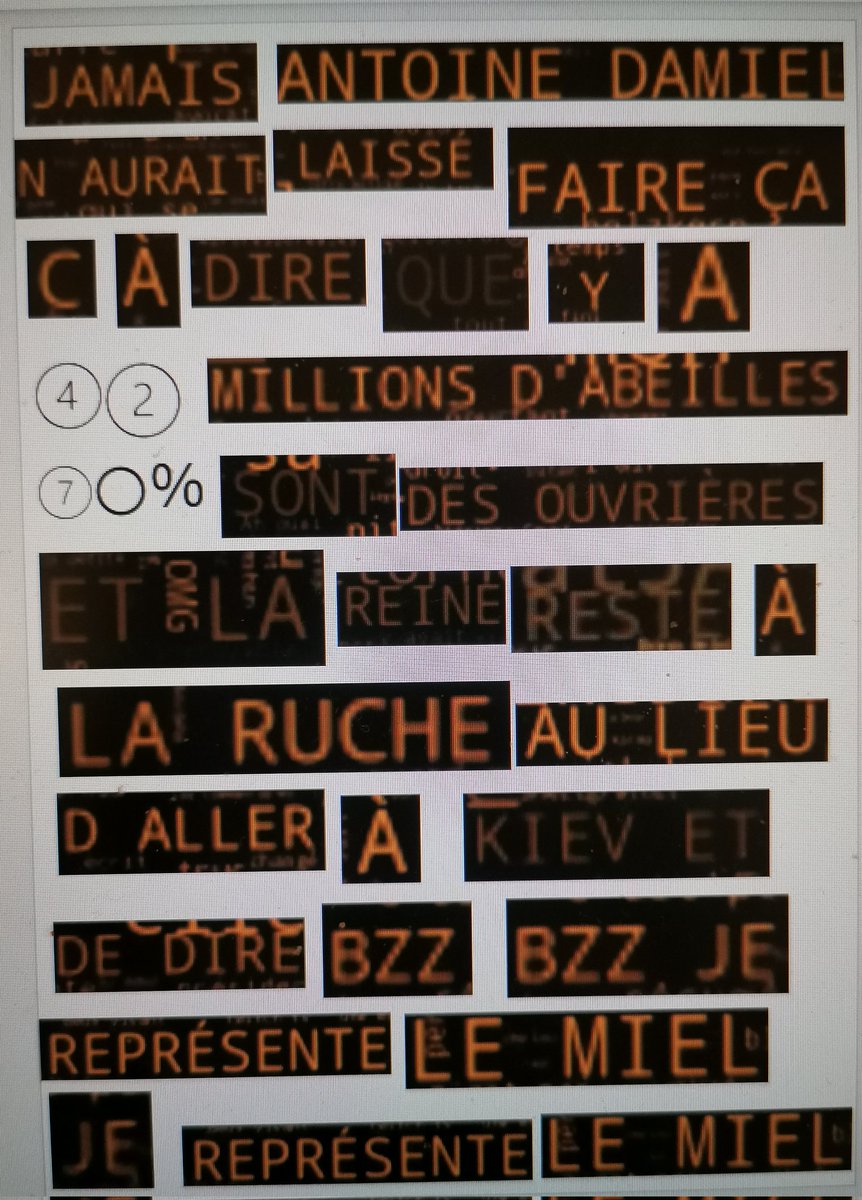 JAMAIS ANTOINE DAMIEL
N AURAIT LAISSÉ FAIRE ÇA
C À DIRE QUE Y A
42 MILLIONS D'ABEILLES
70% SONT DES OUVRIÈRES
ET OMG LA REINE RESTE À
LA RUCHE AU LIEU
D ALLER À KIEV ET
DE DIRE BZZ BZZ JE
REPRÉSENTE LE MIEL
JE REPRÉSENTE LE MIEL